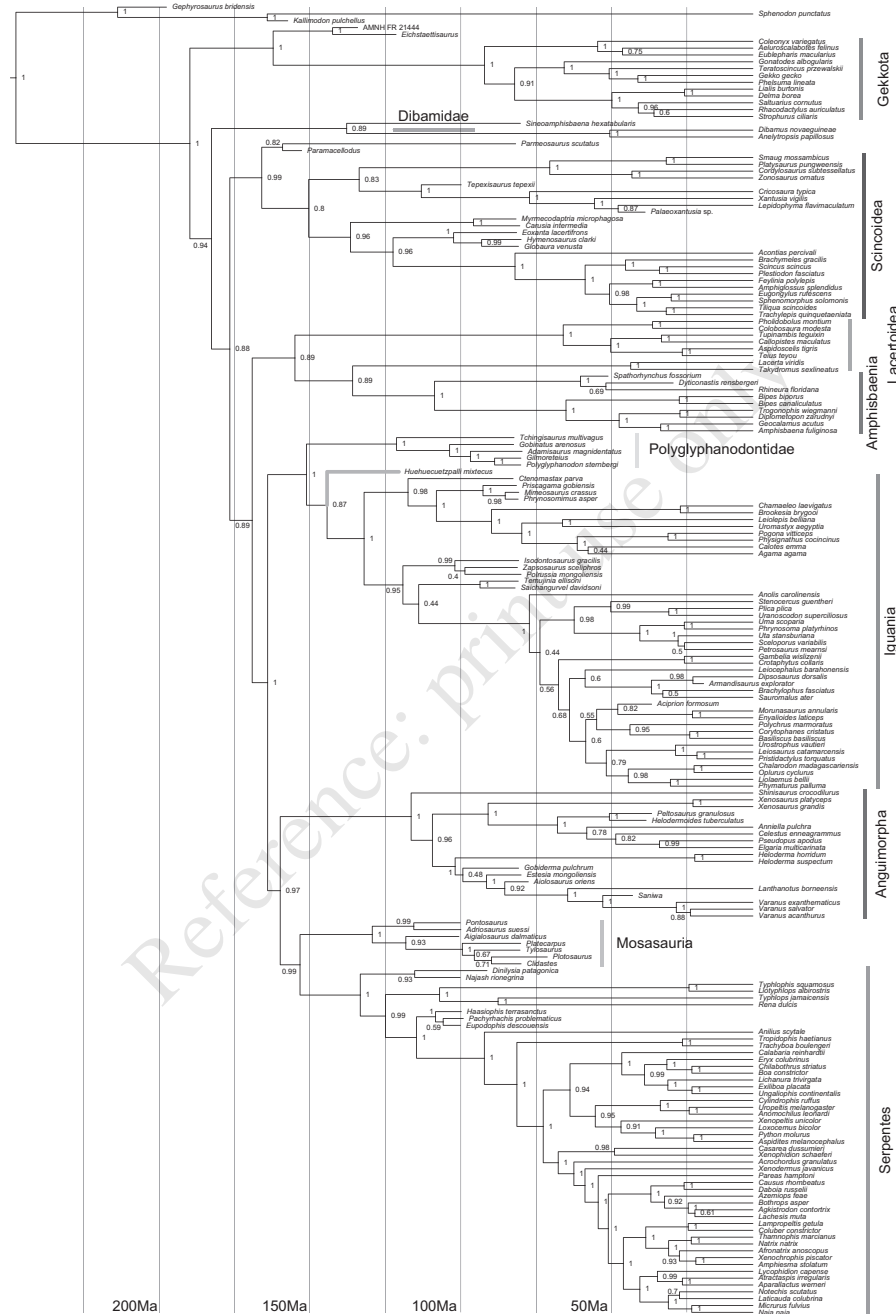 Gephyrosaurus bridensis
Sphenodon punctatus
Kallimodon pulchellus
AMNH FR 21444
Eichstaettisaurus
Coleonyx variegatus
Aeluroscalabotes felinus
Eublepharis macularius
Gonatodes albogularis
Teratoscincus przewalskii
Gekko gecko
Phelsuma lineata
Lialis burtonis
Delma borea
Saltuarius cornutus
Rhacodactylus auriculatus
Strophurus ciliaris
Gekkota
Dibamidae
Sineoamphisbaena hexatabularis
Dibamus novaeguineae
Anelytropsis papillosus
Parmeosaurus scutatus
Paramacellodus
Smaug mossambicus
Platysaurus pungweensis
Cordylosaurus subtessellatus
Zonosaurus ornatus
Tepexisaurus tepexii
Cricosaura typica
Xantusia vigilis
Lepidophyma flavimaculatum
Palaeoxantusia sp.
Myrmecodaptria microphagosa
Carusia intermedia
Eoxanta lacertifrons
Hymenosaurus clarki
Globaura venusta
Acontias percivali
Brachymeles gracilis
Scincus scincus
Plestiodon fasciatus
Feylinia polylepis
Amphiglossus splendidus
Eugongylus rufescens
Sphenomorphus solomonis
Tiliqua scincoides
Trachylepis quinquetaeniata
Scincoidea
Pholidobolus montium
Colobosaura modesta
Tupinambis teguixin
Callopistes maculatus
Aspidoscelis tigris
Teius teyou
Lacerta viridis
Takydromus sexlineatus
Lacertoidea
Spathorhynchus fossorium
Dyticonastis rensbergeri
Rhineura floridana
Bipes biporus
Bipes canaliculatus
Trogonophis wiegmanni
Diplometopon zarudnyi
Geocalamus acutus
Amphisbaena fuliginosa
Amphisbaenia
Tchingisaurus multivagus
Gobinatus arenosus
Adamisaurus magnidentatus
Gilmoreteius
Polyglyphanodon stembergi
Polyglyphanodontidae
Huehuecuetzpalli mixtecus
Ctenomastax parva
Priscagama gobiensis
Mimeosaurus crassus
Phrynosomimus asper
Chamaeleo laevigatus
Brookesia brygooi
Leiolepis belliana
Uromastyx aegyptia
Pogona vitticeps
Physignathus cocincinus
Calotes emma
Agama agama
Isodontosaurus gracilis
Zapsosaurus sceliphros
Polrussia mongoliensis
Temujinia ellisoni
Saichangurvel davidsoni
Anolis carolinensis
Stenocercus guentheri
Plica plica
Uranoscodon superciliosus
Uma scoparia
Phrynosoma platyrhinos
Uta stansburiana
Sceloporus variabilis
Petrosaurus mearnsi
Gambelia wislizenii
Crotaphytus collaris
Leiocephalus barahonensis
Dipsosaurus dorsalis
Armandisaurus explorator
Brachylophus fasciatus
Sauromalus ater
Aciprion formosum
Morunasaurus annularis
Enyalioides laticeps
Polychrus marmoratus
Corytophanes cristatus
Basiliscus basiliscus
Urostrophus vautieri
Leiosaurus catamarcensis
Pristidactylus torquatus
Chalarodon madagascariensis
Oplurus cyclurus
Liolaemus bellii
Phymaturus palluma
Iguania
Shinisaurus crocodilurus
Xenosaurus platyceps
Xenosaurus grandis
Peltosaurus granulosus
Helodermoides tuberculatus
Anniella pulchra
Celestus enneagrammus
Pseudopus apodus
Elgaria multicarinata
Heloderma horridum
Heloderma suspectum
Gobiderma pulchrum
Estesia mongoliensis
Aiolosaurus oriens
Lanthanotus borneensis
Saniwa
Varanus exanthematicus
Varanus salvator
Varanus acanthurus
Anguimorpha
Pontosaurus
Adriosaurus suessi
Aigialosaurus dalmaticus
Platecarpus
Tylosaurus
Plotosaurus
Clidastes
Mosasauria
Dinilysia patagonica
Najash rionegrina
Typhlophis squamosus
Liotyphlops albirostris
Typhlops jamaicensis
Rena dulcis
Haasiophis terrasanctus
Pachyrhachis problematicus
Eupodophis descouensis
Anilius scytale
Tropidophis haetianus
Trachyboa boulengeri
Calabaria reinhardtii
Eryx colubrinus
Chilabothrus striatus
Boa constrictor
Lichanura trivirgata
Exiliboa placata
Ungaliophis continentalis
Cylindrophis ruffus
Uropeltis melanogaster
Anomochilus leonardi
Xenopeltis unicolor
Loxocemus bicolor
Python molurus
Aspidites melanocephalus
Casarea dussumieri
Xenophidion schaeferi
Acrochordus granulatus
Xenodermus javanicus
Pareas hamptoni
Causus rhombeatus
Daboia russelii
Azemiops feae
Bothrops asper
Agkistrodon contortrix
Lachesis muta
Lampropeltis getula
Coluber constrictor
Thamnophis marcianus
Natrix natrix
Afronatrix anoscopus
Xenochrophis piscator
Amphiesma stolatum
Lycophidion capense
Atractaspis irregularis
Aparallactus werneri
Notechis scutatus
Laticauda colubrina
Micrurus fulvius
Naja naja
Serpentes
200Ma 150Ma 100Ma 50Ma
Reference: print use only